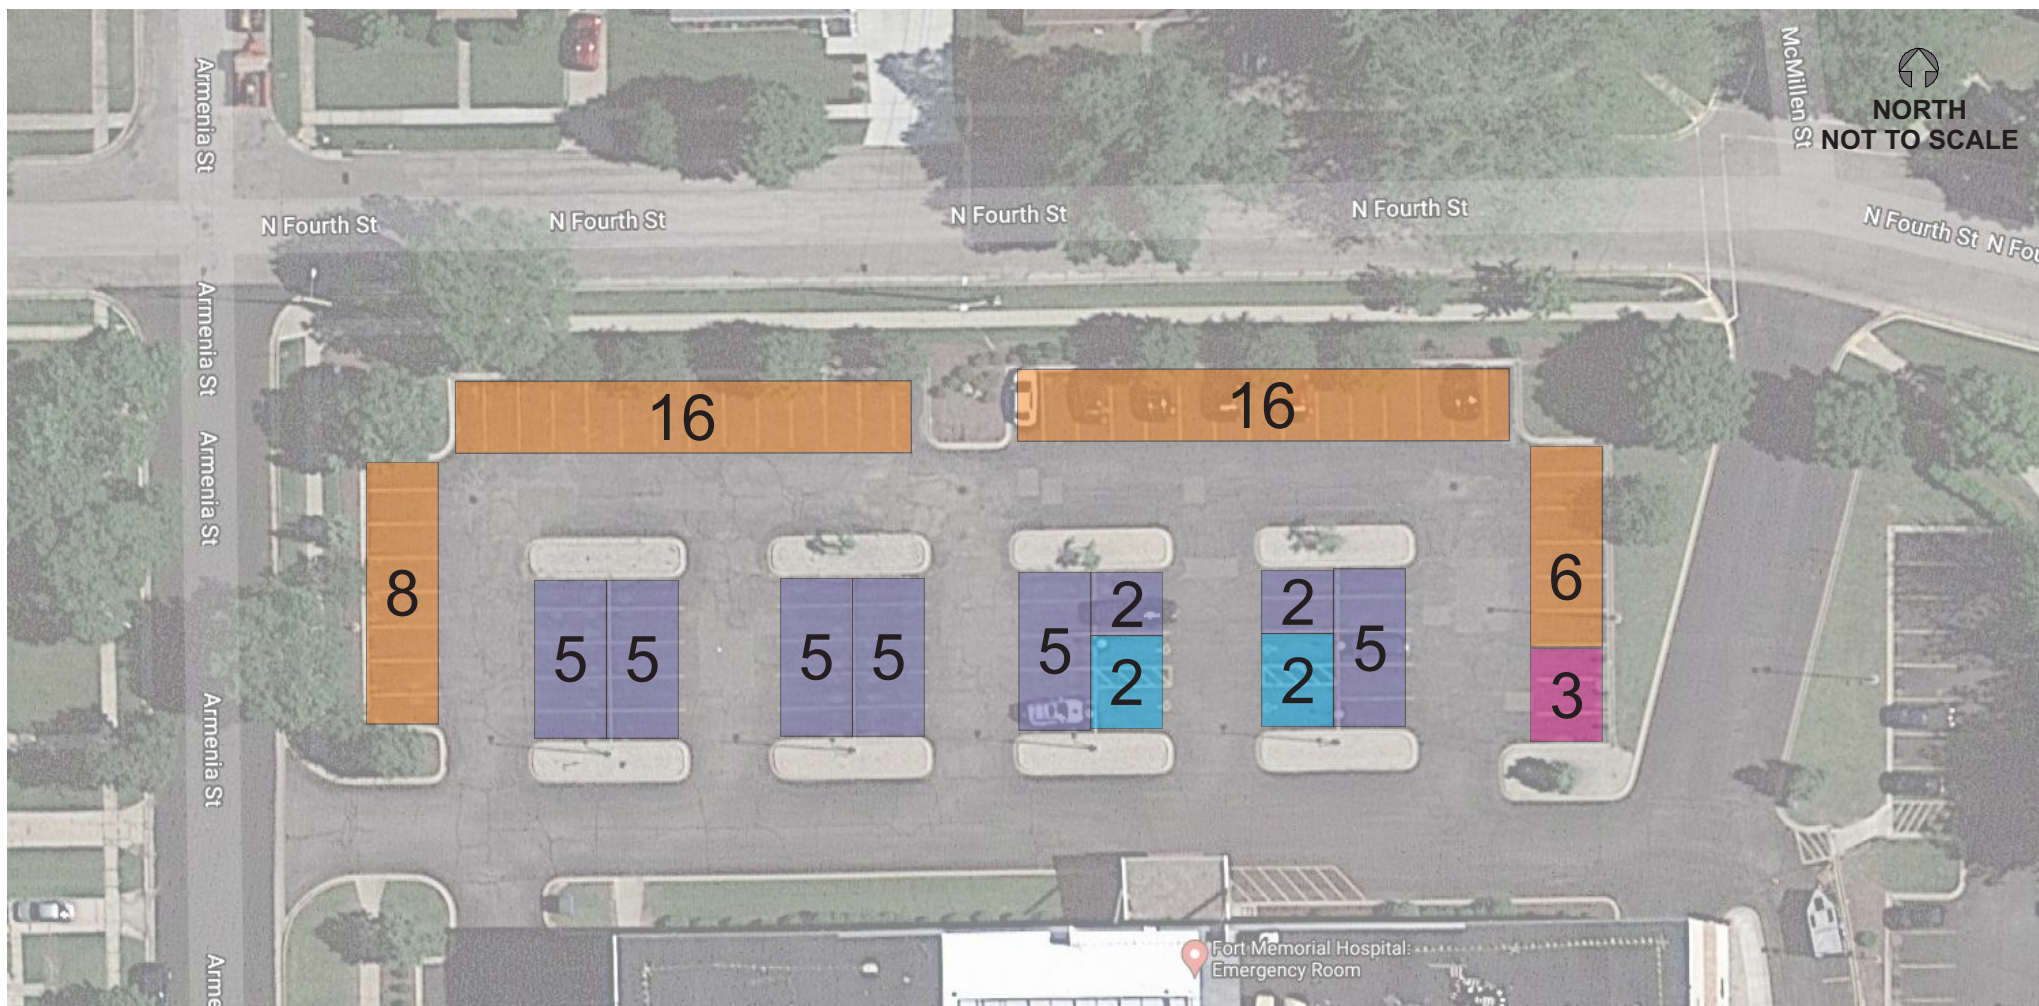 Armenia St
McMillen St
NORTH
NOT TO SCALE
N Fourth St
N Fourth St
N Fourth St
N Fourth St
N Fourth St
N Fou
Armenia St
16
16
Armenia St
8
6
5
5
5
5
5
2
2
2
2
5
3
Armenia St
Arme
Fort Memorial Hospital:
Emergency Room